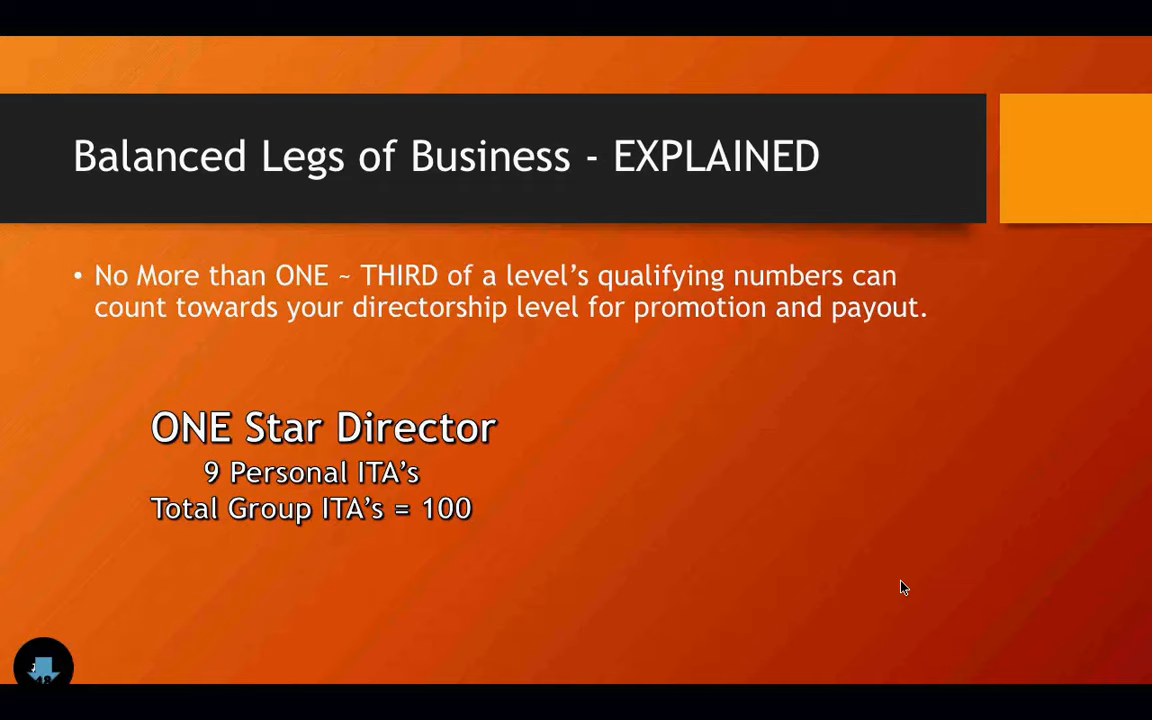 Balanced Legs of Business - EXPLAINED
• No More than ONE ~ THIRD of a level’s qualifying numbers can
count towards your directorship level for promotion and payout.
ONE Star Director
9 Personal ITA’s
Total Group ITA’s = 100